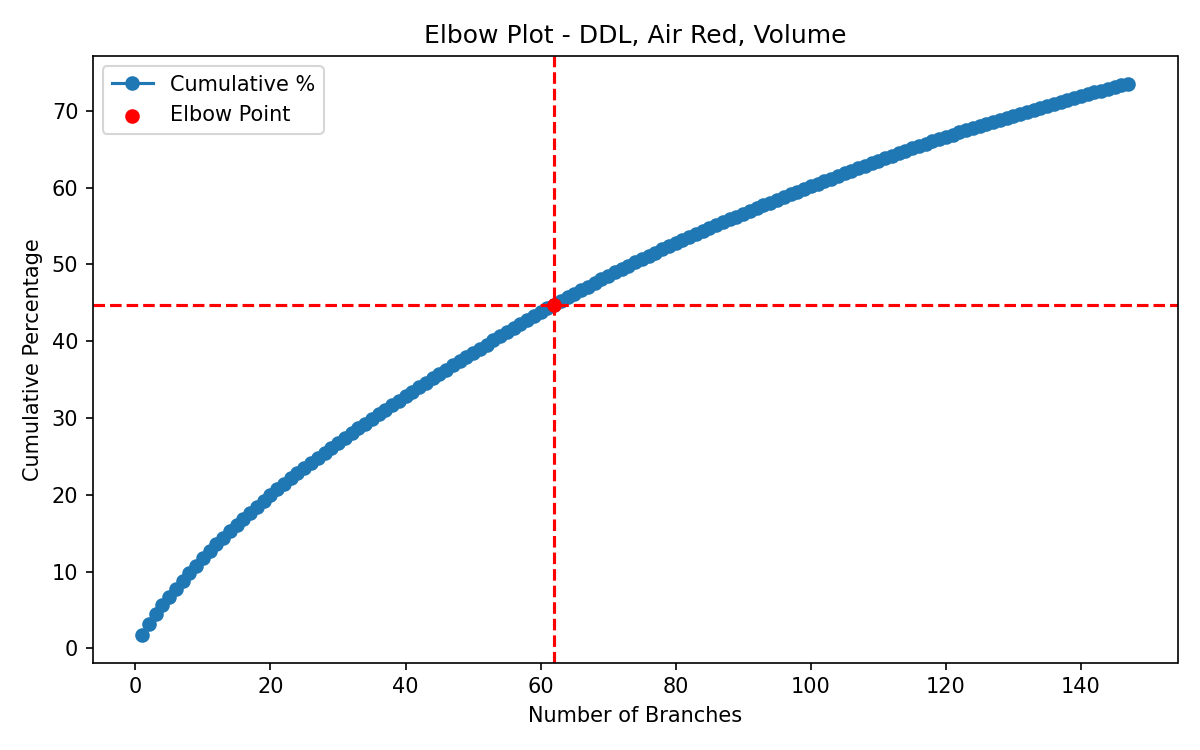 Elbow Plot - DDL, Air Red, Volume
Cumulative %
Elbow Point
Cumulative Percentage
70
60
50
40
30
20
10
0
0 20 40 60 80 100 120 140
Number of Branches